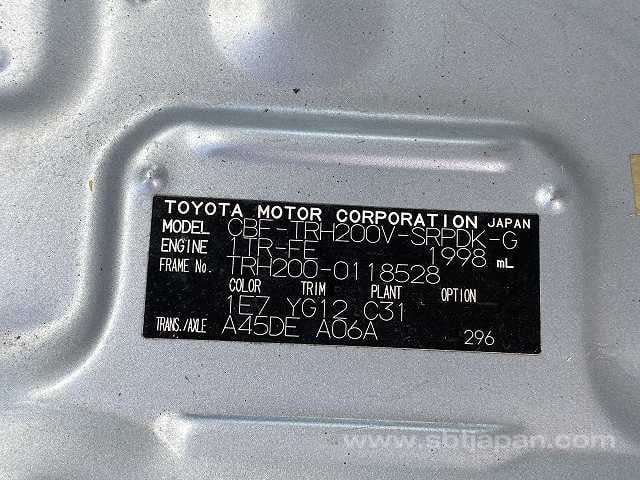 TOYOTA MOTOR CORPORATION JAPAN
MODEL CBF-TRH200V-SRPDK-G
ENGINE 1TR-FE 1998 mL
FRAME No. TRH200-0118528
COLOR TRIM PLANT OPTION
1E7 YG12 C31
TRANS./AXLE A45DE A06A 296
www.sbtjapan.com